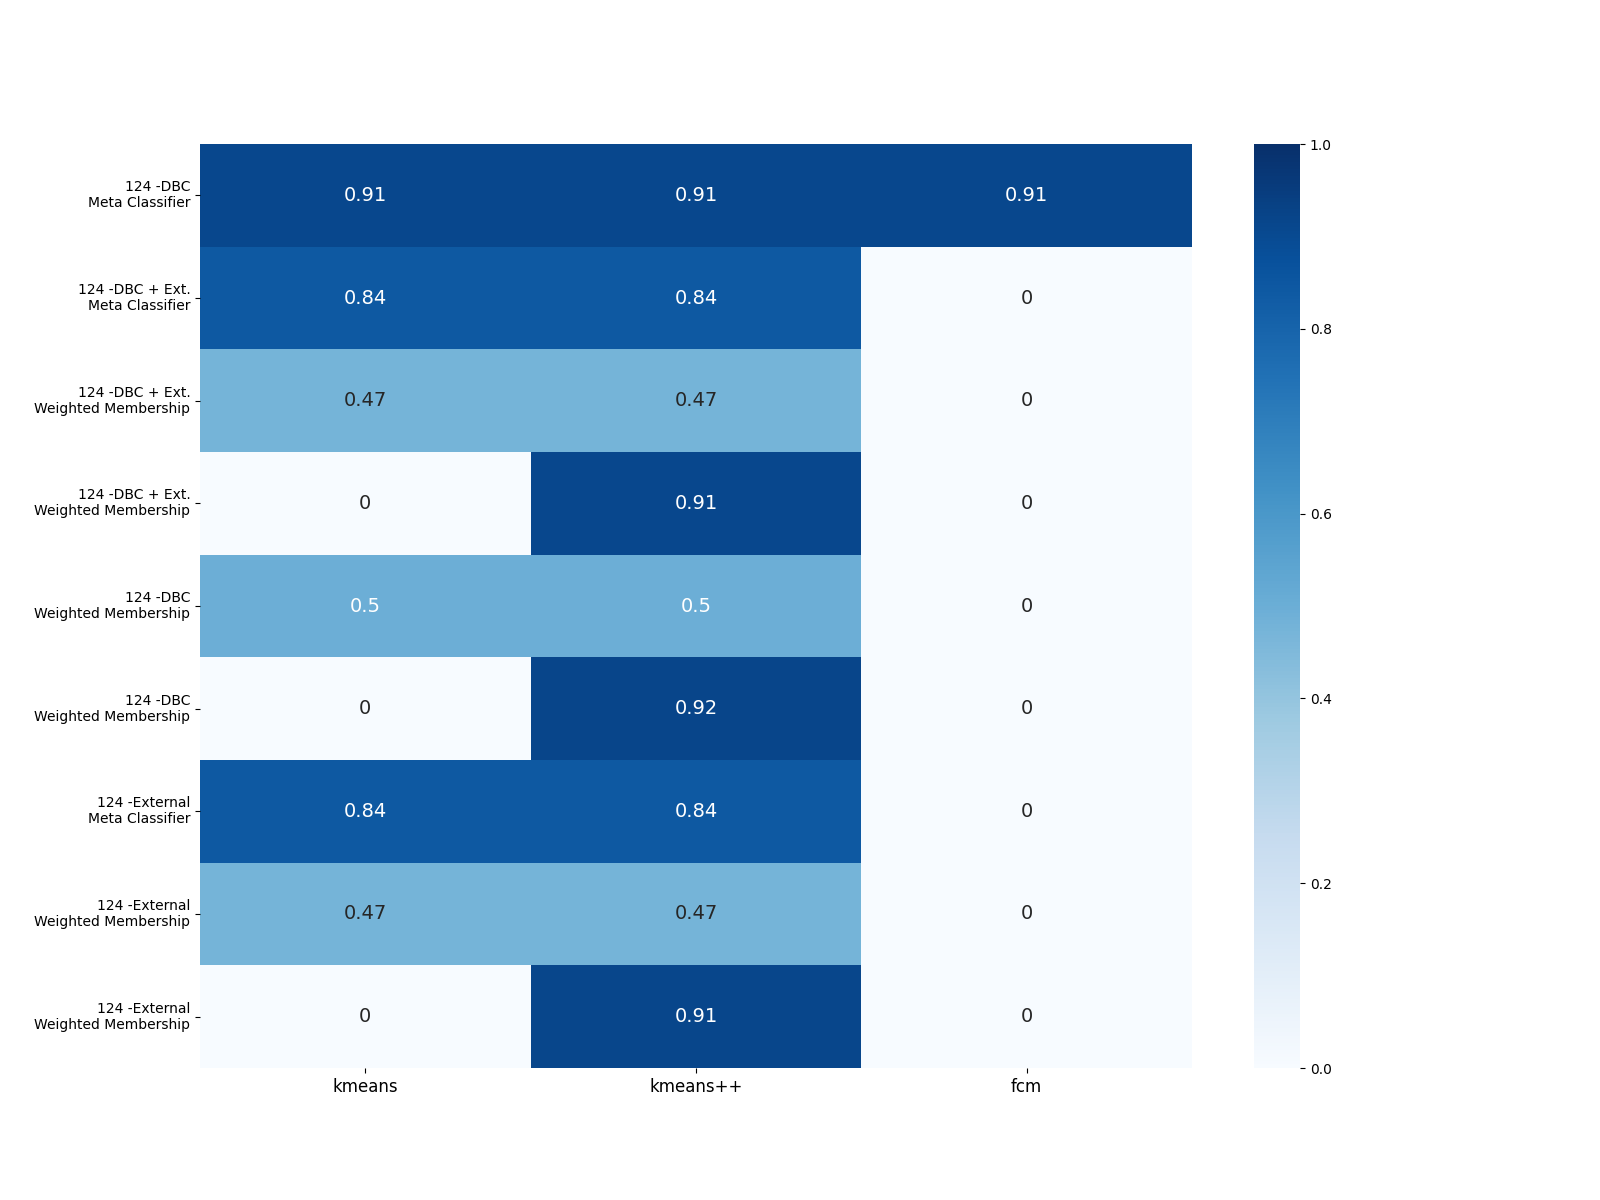 124 -DBC
Meta Classifier
0.91
0.91
0.91
124 -DBC + Ext.
Meta Classifier
0.84
0.84
0
124 -DBC + Ext.
Weighted Membership
0.47
0.47
0
124 -DBC + Ext.
Weighted Membership
0
0.91
0
124 -DBC
Weighted Membership
0.5
0.5
0
124 -DBC
Weighted Membership
0
0.92
0
124 -External
Meta Classifier
0.84
0.84
0
124 -External
Weighted Membership
0.47
0.47
0
124 -External
Weighted Membership
0
0.91
0
kmeans
kmeans++
fcm
1.0
0.8
0.6
0.4
0.2
0.0